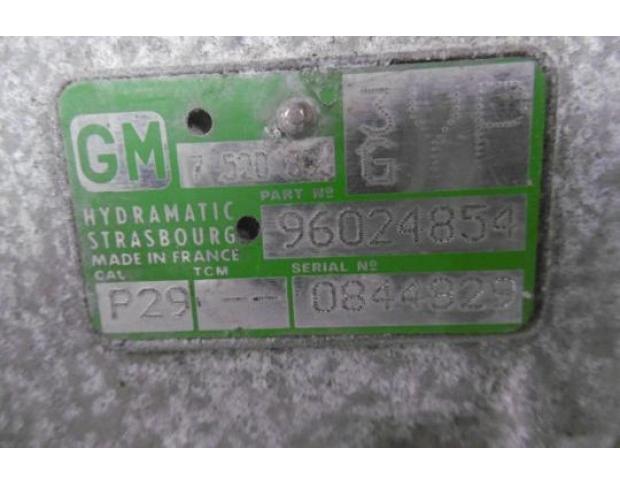 GM
PART Nº
HYDRAMATIC
STRASBOURG
96024854
MADE IN FRANCE
SERIAL Nº
CAL TCM
P29 -- 0844829